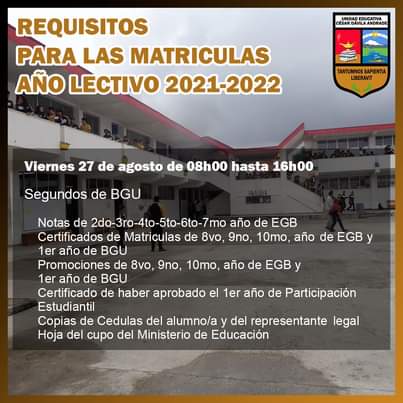 REQUISITOS
PARA LAS MATRICULAS
AÑO LECTIVO 2021-2022
UNIDAD EDUCATIVA
CÉSAR DÁVILA ANDRADE
TANTUMNOS SAPIENTIA
LIBERAVIT
Viernes 27 de agosto de 08h00 hasta 16h00
Segundos de BGU
Notas de 2do-3ro-4to-5to-6to-7mo año de EGB
Certificados de Matriculas de 8vo, 9no, 10mo, año de EGB y
1er año de BGU
Promociones de 8vo, 9no, 10mo, año de EGB y
1er año de BGU
Certificado de haber aprobado el 1er año de Participación
Estudiantil
Copias de Cedulas del alumno/a y del representante legal
Hoja del cupo del Ministerio de Educación